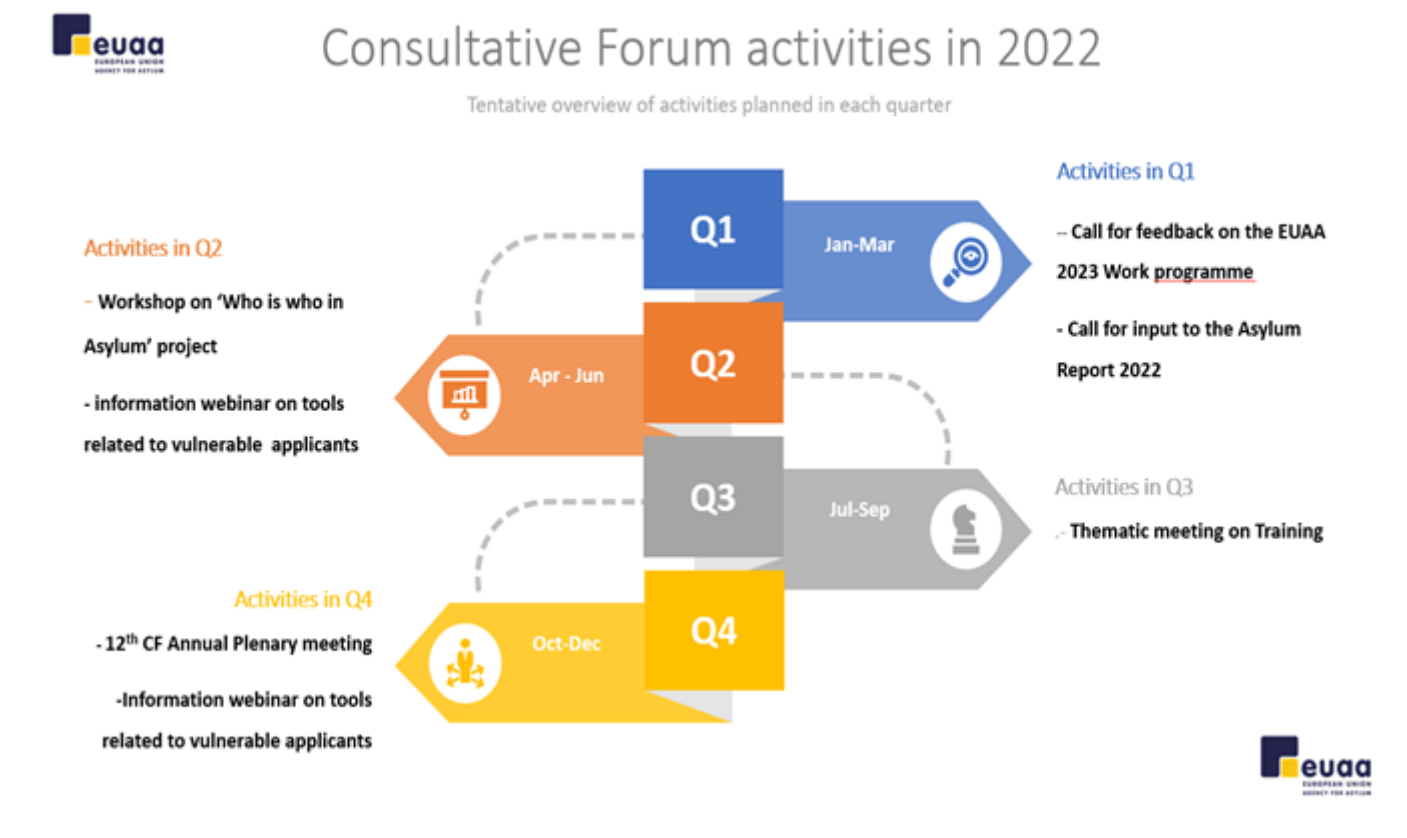 euaa
EUROPEAN UNION
AGENCY FOR ASYLUM
Consultative Forum activities in 2022
Tentative overview of activities planned in each quarter
Q1
Jan-Mar
Activities in Q1
-- Call for feedback on the EUAA
2023 Work programme
- Call for input to the Asylum
Report 2022
Activities in Q2
- Workshop on ‘Who is who in
Asylum’ project
- information webinar on tools
related to vulnerable applicants
Apr - Jun
Q2
Q3
Jul-Sep
Activities in Q3
.- Thematic meeting on Training
Activities in Q4
- 12th CF Annual Plenary meeting
-Information webinar on tools
related to vulnerable applicants
Oct-Dec
Q4
euaa
EUROPEAN UNION
AGENCY FOR ASYLUM